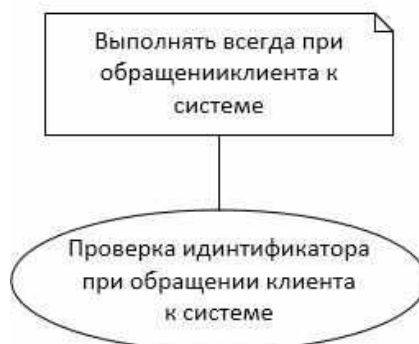 Выполнять всегда при
обращенииклиента к
системе
Проверка идинтификатора
при обращении клиента
к системе